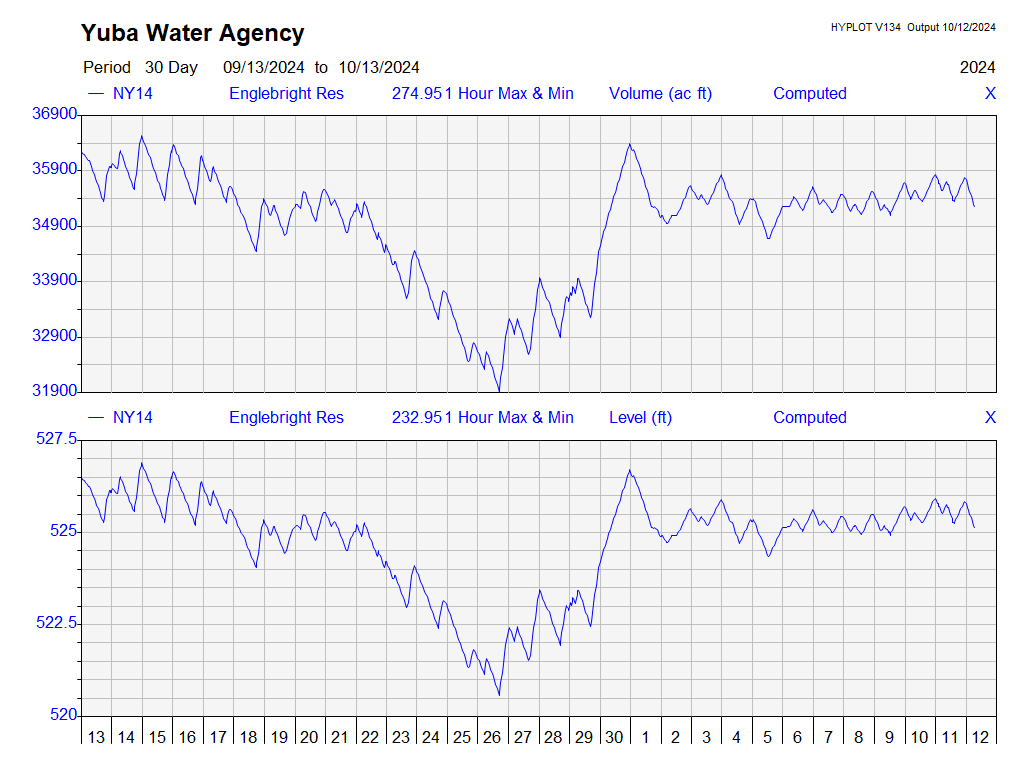 Yuba Water Agency
HYPLOT V134 Output 10/12/2024
Period 30 Day 09/13/2024 to 10/13/2024 2024
NY14 Englebright Res 274.951 Hour Max & Min Volume (ac ft) Computed X
36900
35900
34900
33900
32900
31900
NY14 Englebright Res 232.951 Hour Max & Min Level (ft) Computed X
527.5
525
522.5
520
13 14 15 16 17 18 19 20 21 22 23 24 25 26 27 28 29 30 1 2 3 4 5 6 7 8 9 10 11 12